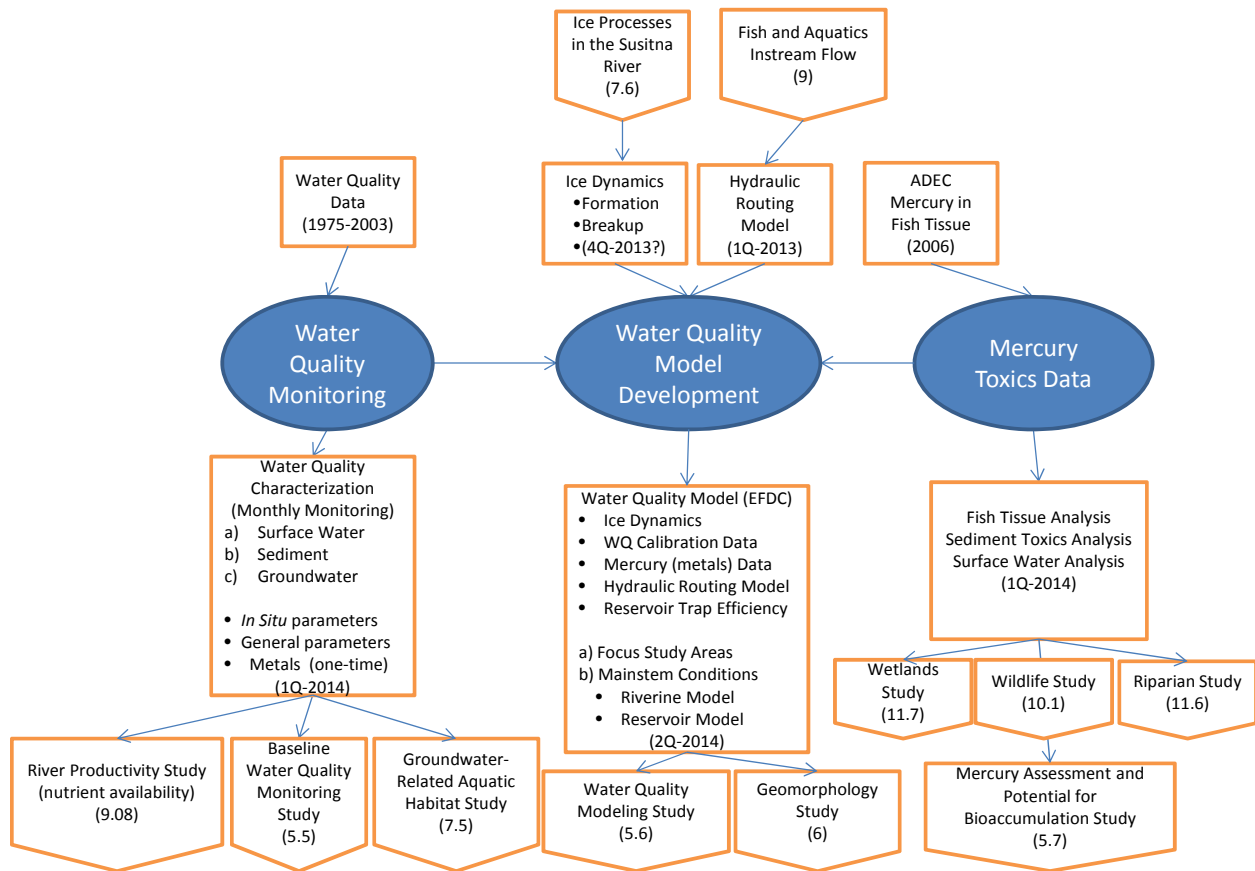 Ice Processes
in the Susitna
River
(7.6)
Fish and Aquatics
Instream Flow
(9)
Water Quality
Data
(1975-2003)
Ice Dynamics
•Formation
•Breakup
•(4Q-2013?)
Hydraulic
Routing
Model
(1Q-2013)
ADEC
Mercury in
Fish Tissue
(2006)
Water
Quality
Monitoring
Water Quality
Model
Development
Mercury
Toxics Data
Water Quality
Characterization
(Monthly Monitoring)
a) Surface Water
b) Sediment
c) Groundwater
• In Situ parameters
• General parameters
• Metals (one-time)
(1Q-2014)
Water Quality Model (EFDC)
• Ice Dynamics
• WQ Calibration Data
• Mercury (metals) Data
• Hydraulic Routing Model
• Reservoir Trap Efficiency
a) Focus Study Areas
b) Mainstem Conditions
• Riverine Model
• Reservoir Model
(2Q-2014)
Fish Tissue Analysis
Sediment Toxics Analysis
Surface Water Analysis
(1Q-2014)
Wetlands
Study
(11.7)
Wildlife Study
(10.1)
Riparian Study
(11.6)
River Productivity Study
(nutrient availability)
(9.08)
Baseline
Water Quality
Monitoring
Study
(5.5)
Groundwater-
Related Aquatic
Habitat Study
(7.5)
Water Quality
Modeling Study
(5.6)
Geomorphology
Study
(6)
Mercury Assessment and
Potential for
Bioaccumulation Study
(5.7)